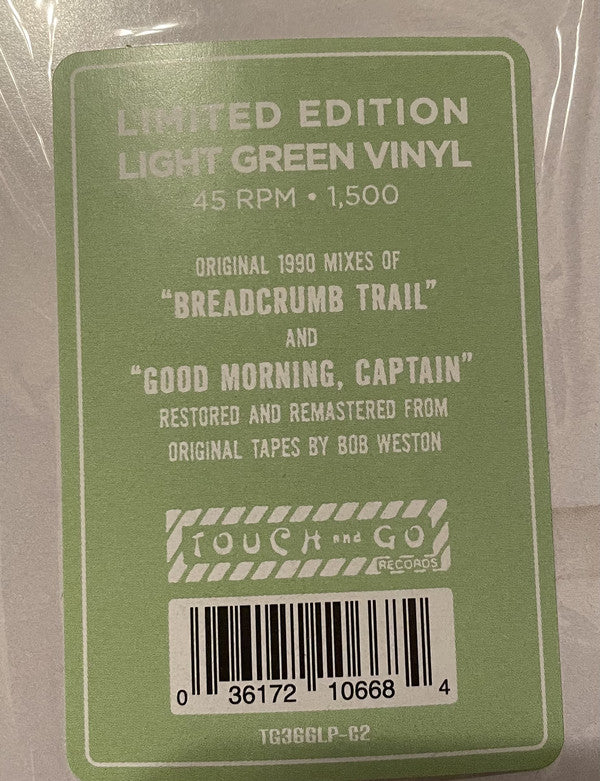 LIMITED EDITION
LIGHT GREEN VINYL
45 RPM • 1,500
ORIGINAL 1990 MIXES OF
“BREADCRUMB TRAIL”
AND
“GOOD MORNING, CAPTAIN”
RESTORED AND REMASTERED FROM
ORIGINAL TAPES BY BOB WESTON
TOUCH and GO
RECORDS
0 36172 10668 4
TG366LP-C2